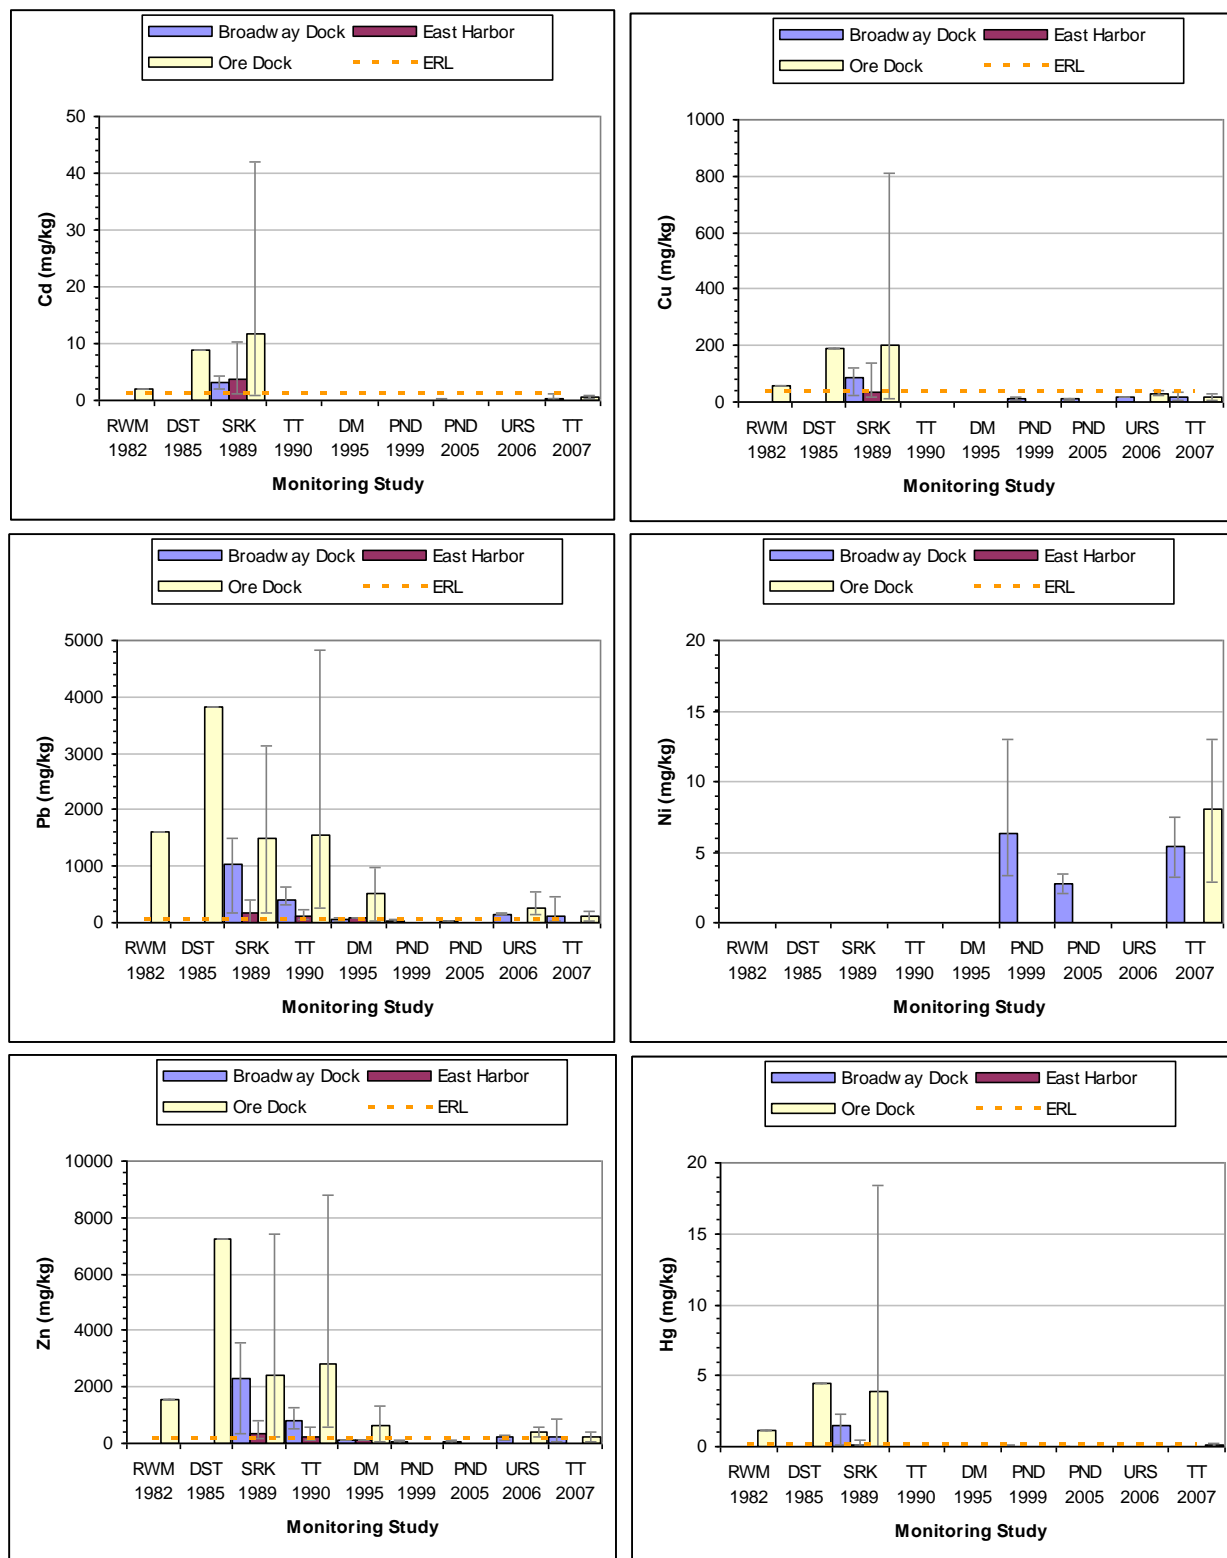 Broadway Dock East Harbor
Ore Dock ERL
50
40
30
20
10
0
Cd (mg/kg)
RWM DST SRK TT DM PND PND URS TT
1982 1985 1989 1990 1995 1999 2005 2006 2007
Monitoring Study
Broadway Dock East Harbor
Ore Dock ERL
1000
800
600
400
200
0
Cu (mg/kg)
RWM DST SRK TT DM PND PND URS TT
1982 1985 1989 1990 1995 1999 2005 2006 2007
Monitoring Study
Broadway Dock East Harbor
Ore Dock ERL
5000
4000
3000
2000
1000
0
Pb (mg/kg)
RWM DST SRK TT DM PND PND URS TT
1982 1985 1989 1990 1995 1999 2005 2006 2007
Monitoring Study
Broadway Dock East Harbor
Ore Dock ERL
20
15
10
5
0
Ni (mg/kg)
RWM DST SRK TT DM PND PND URS TT
1982 1985 1989 1990 1995 1999 2005 2006 2007
Monitoring Study
Broadway Dock East Harbor
Ore Dock ERL
10000
8000
6000
4000
2000
0
Zn (mg/kg)
RWM DST SRK TT DM PND PND URS TT
1982 1985 1989 1990 1995 1999 2005 2006 2007
Monitoring Study
Broadway Dock East Harbor
Ore Dock ERL
20
15
10
5
0
Hg (mg/kg)
RWM DST SRK TT DM PND PND URS TT
1982 1985 1989 1990 1995 1999 2005 2006 2007
Monitoring Study